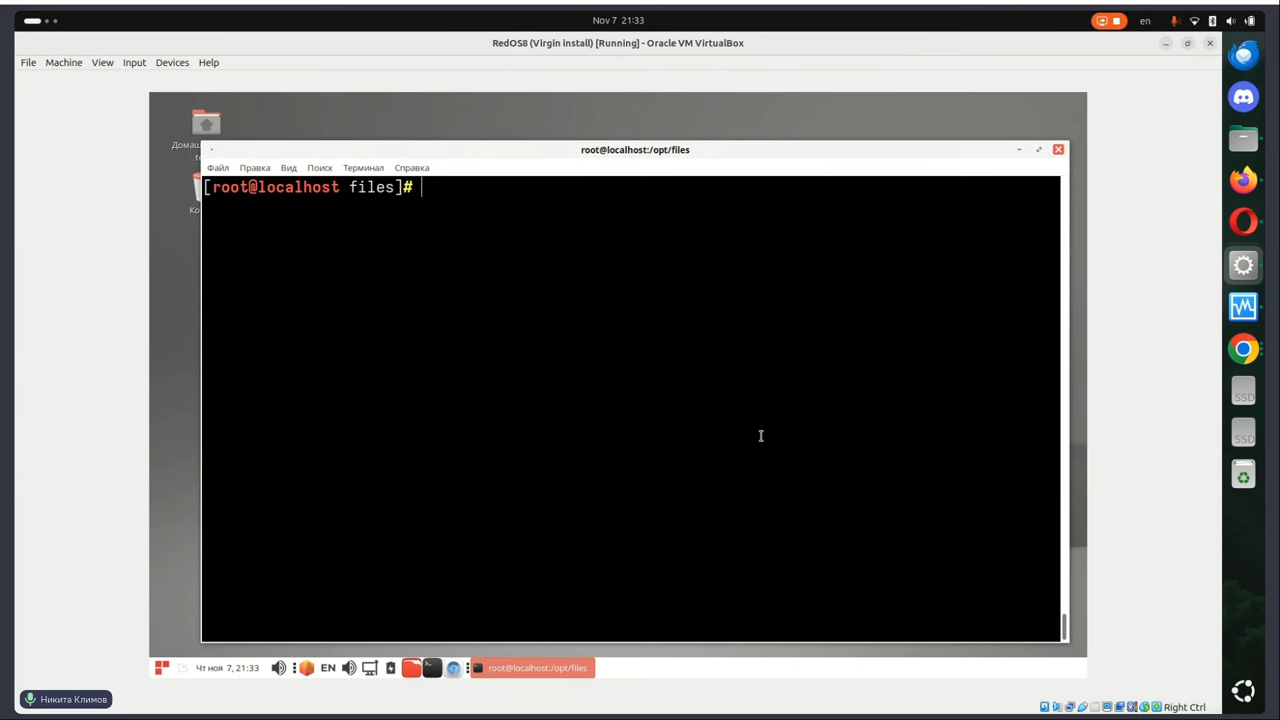 Nov 7 21:33
en
RedOS8 (Virgin install) [Running] - Oracle VM VirtualBox
File Machine View Input Devices Help
root@localhost:/opt/files
Файл Правка Вид Поиск Терминал Справка
[root@localhost files]#
Чт ноя 7, 21:33
EN
root@localhost:/opt/files
Никита Климов
Right Ctrl
SSD
SSD